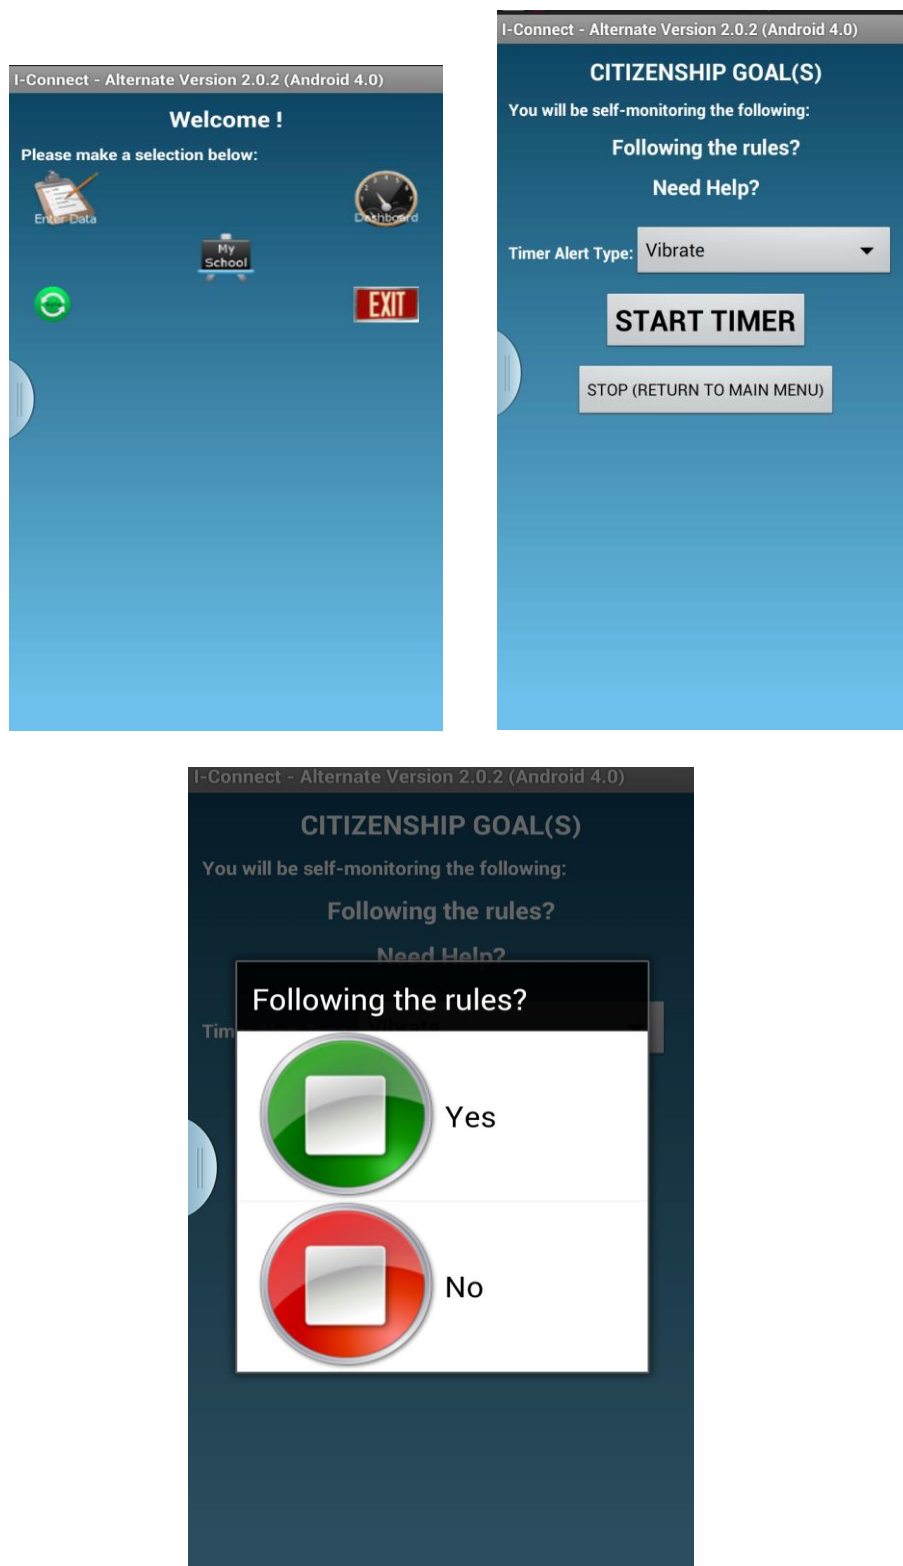 I-Connect - Alternate Version 2.0.2 (Android 4.0)
Welcome !
Please make a selection below:
Enter Data
Dashboard
My
School
EXIT
I-Connect - Alternate Version 2.0.2 (Android 4.0)
CITIZENSHIP GOAL(S)
You will be self-monitoring the following:
Following the rules?
Need Help?
Timer Alert Type: Vibrate
START TIMER
STOP (RETURN TO MAIN MENU)
I-Connect - Alternate Version 2.0.2 (Android 4.0)
CITIZENSHIP GOAL(S)
You will be self-monitoring the following:
Following the rules?
Need Help?
Tim
Following the rules?
Yes
No